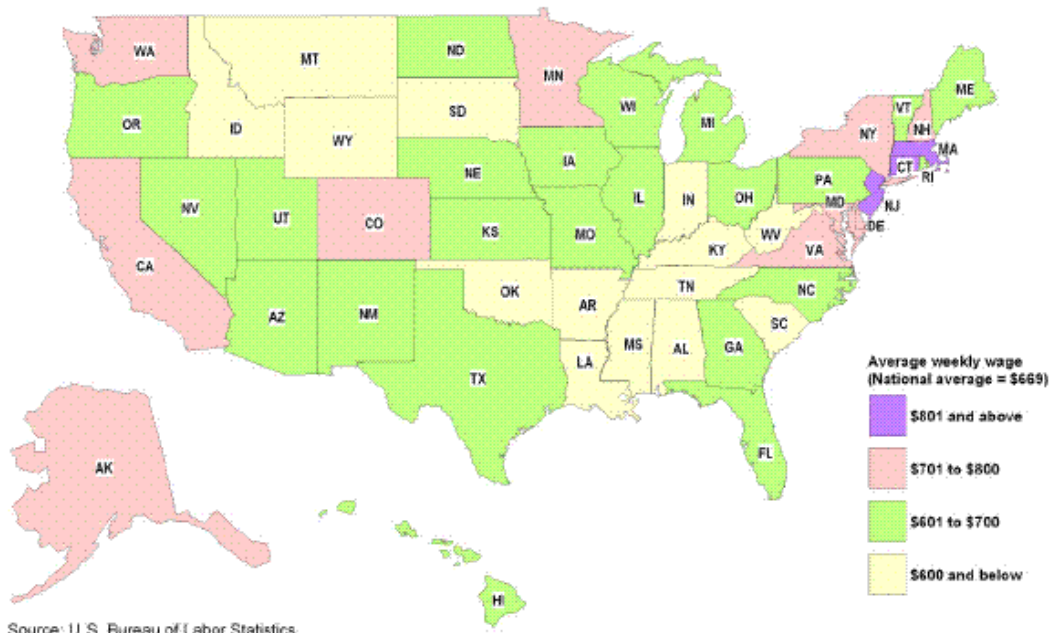 WA
MT
ND
MN
ME
VT
OR
ID
SD
WI
MI
NY
NH
MA
WY
IA
CT
RI
NE
PA
NV
UT
IL
IN
OH
MD
NJ
CO
KS
MO
WV
DE
CA
KY
VA
OK
TN
NC
AZ
NM
AR
SC
MS
AL
GA
LA
TX
FL
AK
HI
Average weekly wage
(National average = $669)
$801 and above
$701 to $800
$601 to $700
$600 and below
Source: U.S. Bureau of Labor Statistics